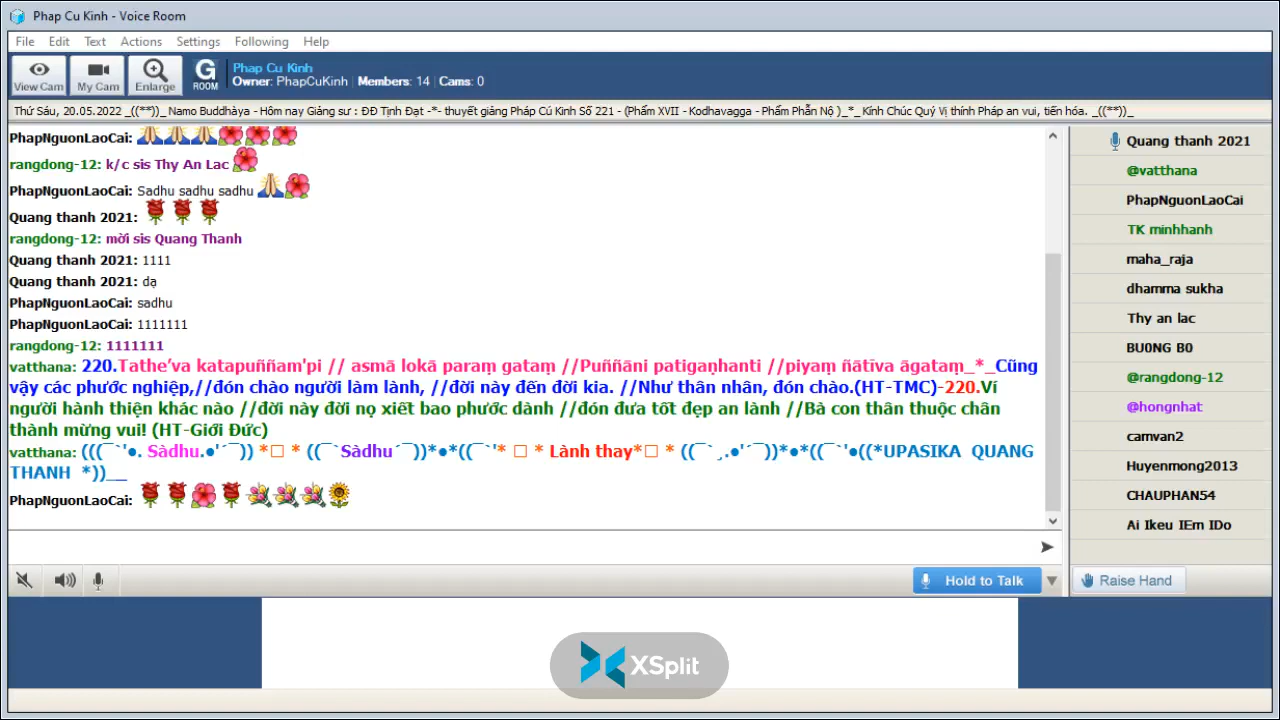 Phap Cu Kinh - Voice Room
File Edit Text Actions Settings Following Help
View Cam My Cam Enlarge G ROOM
Phap Cu Kinh
Owner: PhapCuKinh | Members: 14 | Cams: 0
Thứ Sáu, 20.05.2022 _((**))_ Namo Buddhàya - Hôm nay Giảng sư : ĐĐ Tịnh Đạt -*- thuyết giảng Pháp Cú Kinh Số 221 - (Phẩm XVII - Kodhavagga - Phẩm Phẫn Nộ )_*_ Kính Chúc Quý Vị thính Pháp an vui, tiến hóa. _((**))_
PhapNguonLaoCai:
rangdong-12: k/c sis Thy An Lac
PhapNguonLaoCai: Sadhu sadhu sadhu
Quang thanh 2021:
rangdong-12: mời sis Quang Thanh
Quang thanh 2021: 1111
Quang thanh 2021: dạ
PhapNguonLaoCai: sadhu
PhapNguonLaoCai: 1111111
rangdong-12: 1111111
vatthana: 220.Tathe’va katapuññam'pi // asmā lokā paraṃ gataṃ //Puññāni patigaṇhanti //piyaṃ ñātīva āgataṃ_*_Cũng
vậy các phước nghiệp,//đón chào người làm lành, //đời này đến đời kia. //Như thân nhân, đón chào.(HT-TMC)-220.Ví
người hành thiện khác nào //đời này đời nọ xiết bao phước dành //đón đưa tốt đẹp an lành //Bà con thân thuộc chân
thành mừng vui! (HT-Giới Đức)
vatthana: (((¯`'●. Sàdhu.●'´¯)) *□ * ((¯`Sàdhu´¯))*●*((¯`'* □ * Lành thay*□ * ((¯`¸.●'´¯))*●*((¯`'●((*UPASIKA QUANG
THANH *))__
PhapNguonLaoCai:
Quang thanh 2021
@vatthana
PhapNguonLaoCai
TK minhhanh
maha_raja
dhamma sukha
Thy an lac
BU0NG B0
@rangdong-12
@hongnhat
camvan2
Huyenmong2013
CHAUPHAN54
Ai Ikeu IEm IDo
Hold to Talk
Raise Hand
XSplit